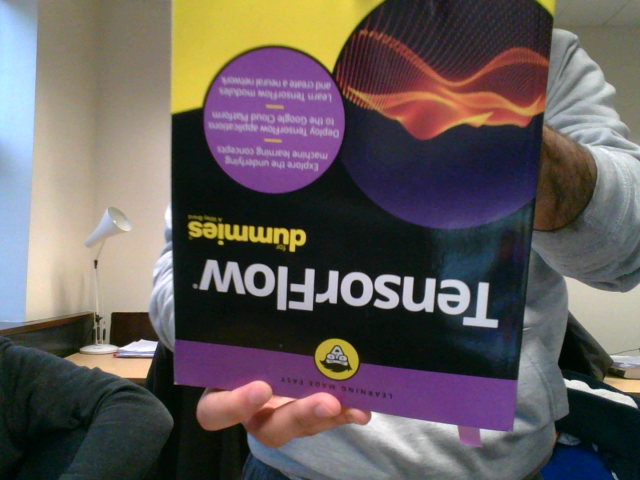 LEARNING MADE EASY
TensorFlow®
for
dummies
A Wiley Brand
Explore the underlying
machine learning concepts
Deploy TensorFlow applications
to the Google Cloud Platform
Learn TensorFlow modules
and create a neural network